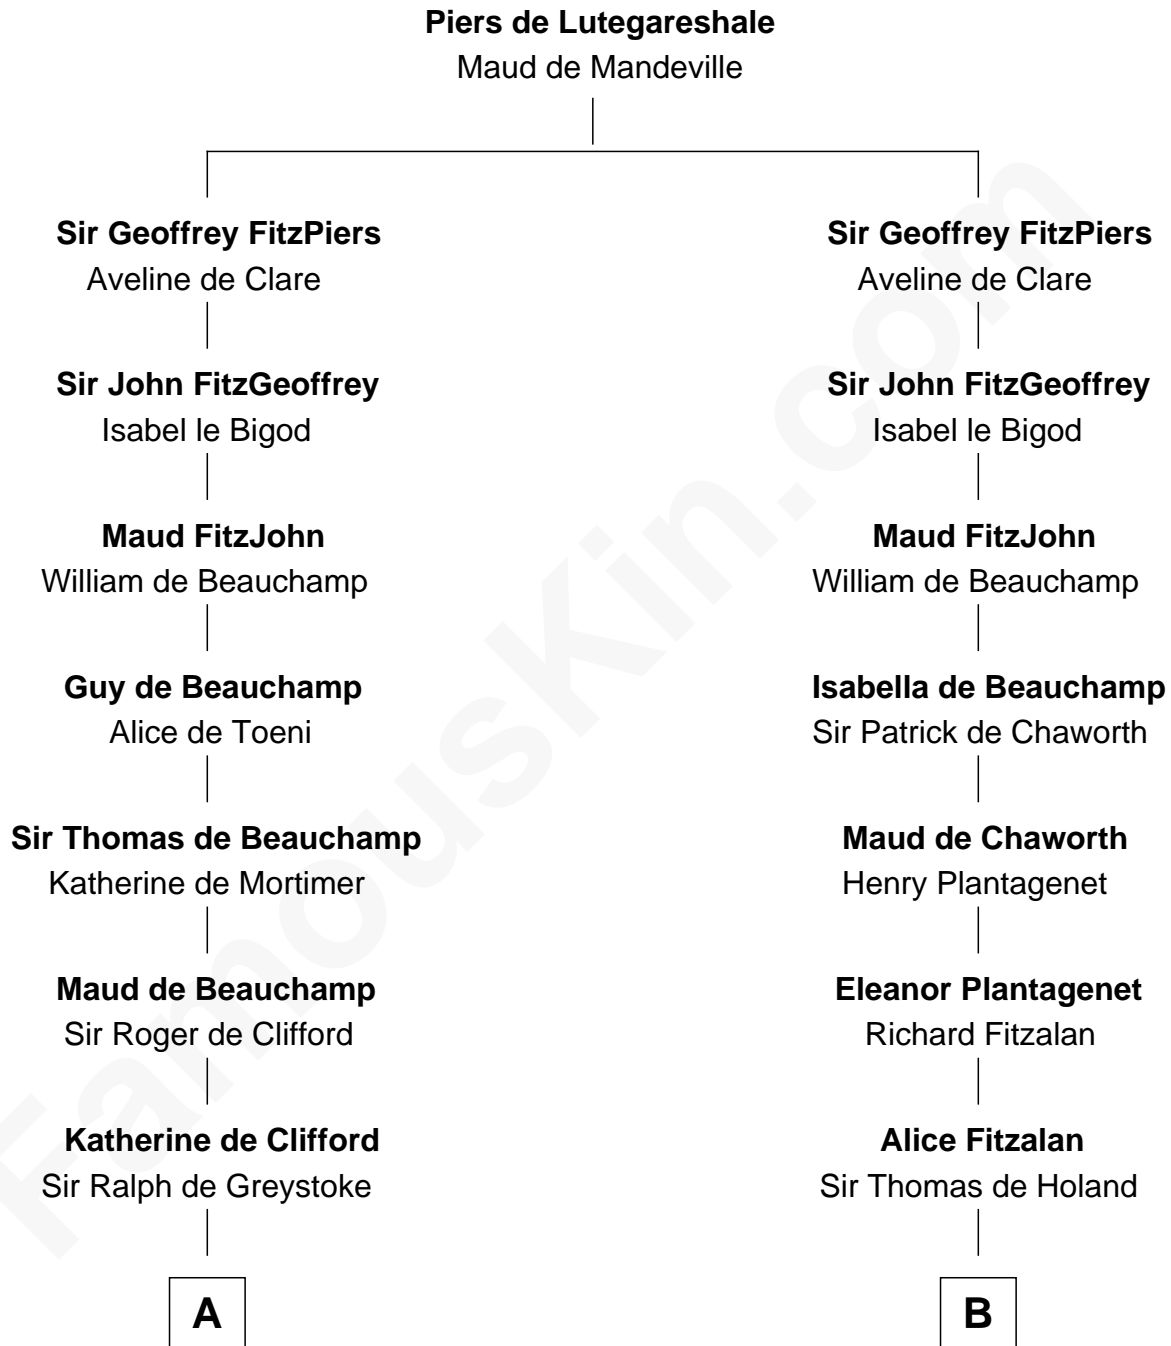 Piers de Lutegareshale
Maud de Mandeville
Sir Geoffrey FitzPiers
Aveline de Clare
Sir John FitzGeoffrey
Isabel le Bigod
Maud FitzJohn
William de Beauchamp
Guy de Beauchamp
Alice de Toeni
Sir Thomas de Beauchamp
Katherine de Mortimer
Maud de Beauchamp
Sir Roger de Clifford
Katherine de Clifford
Sir Ralph de Greystoke
A
Sir Geoffrey FitzPiers
Aveline de Clare
Sir John FitzGeoffrey
Isabel le Bigod
Maud FitzJohn
William de Beauchamp
Isabella de Beauchamp
Sir Patrick de Chaworth
Maud de Chaworth
Henry Plantagenet
Eleanor Plantagenet
Richard Fitzalan
Alice Fitzalan
Sir Thomas de Holand
B
FamousKin.com